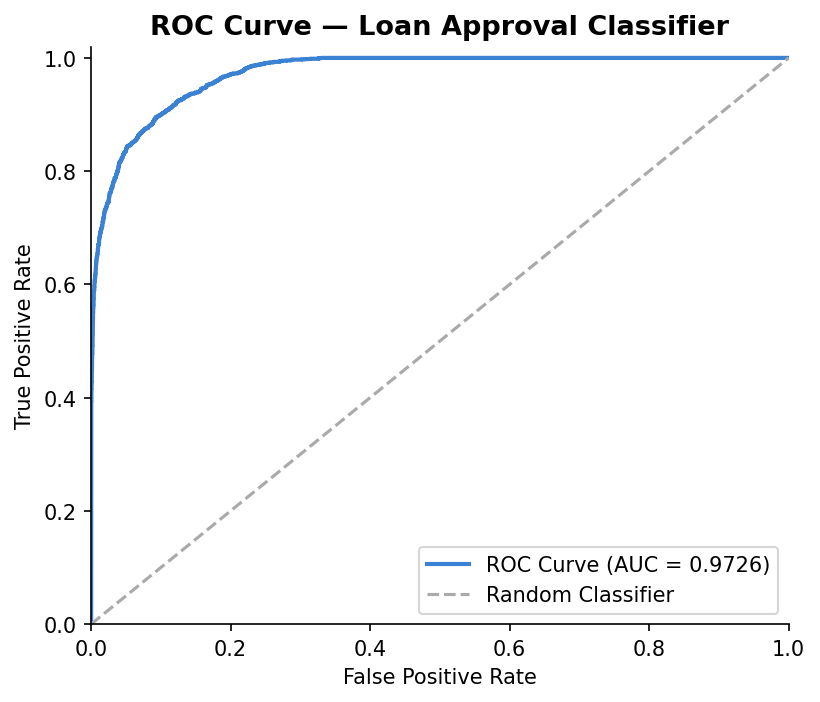 ROC Curve — Loan Approval Classifier
1.0
0.8
0.6
0.4
0.2
0.0
True Positive Rate
ROC Curve (AUC = 0.9726)
Random Classifier
0.0 0.2 0.4 0.6 0.8 1.0
False Positive Rate